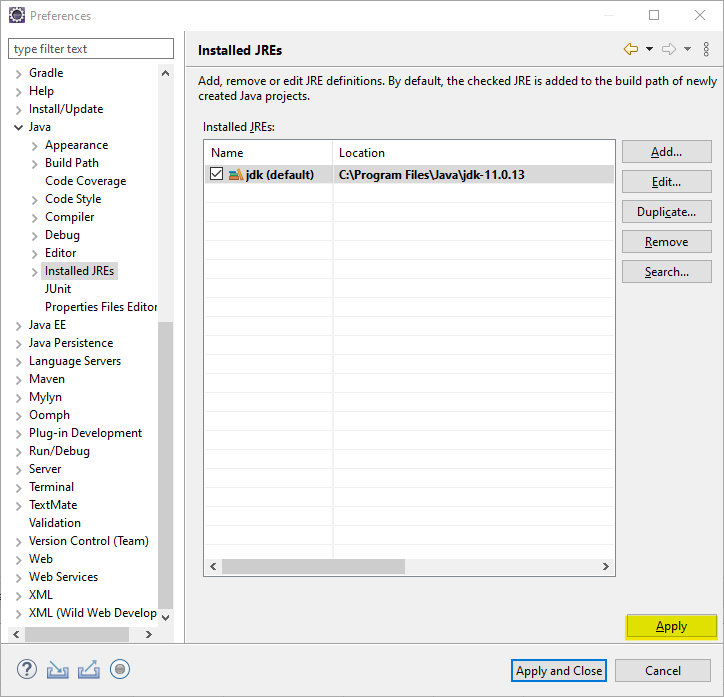 Preferences
type filter text
Gradle
Help
Install/Update
Java
Appearance
Build Path
Code Coverage
Code Style
Compiler
Debug
Editor
Installed JREs
JUnit
Properties Files Editor
Java EE
Java Persistence
Language Servers
Maven
Mylyn
Oomph
Plug-in Development
Run/Debug
Server
Terminal
TextMate
Validation
Version Control (Team)
Web
Web Services
XML
XML (Wild Web Develop
Installed JREs
Add, remove or edit JRE definitions. By default, the checked JRE is added to the build path of newly
created Java projects.
Installed JREs:
Name Location
jdk (default) C:\Program Files\Java\jdk-11.0.13
Add...
Edit...
Duplicate...
Remove
Search...
Apply
? Apply and Close Cancel